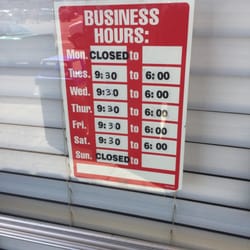 BUSINESS
HOURS:
Mon. CLOSED to
Tues. 9:30 to 6:00
Wed. 9:30 to 6:00
Thur. 9:30 to 6:00
Fri. 9:30 to 6:00
Sat. 9:30 to 6:00
Sun. CLOSED to